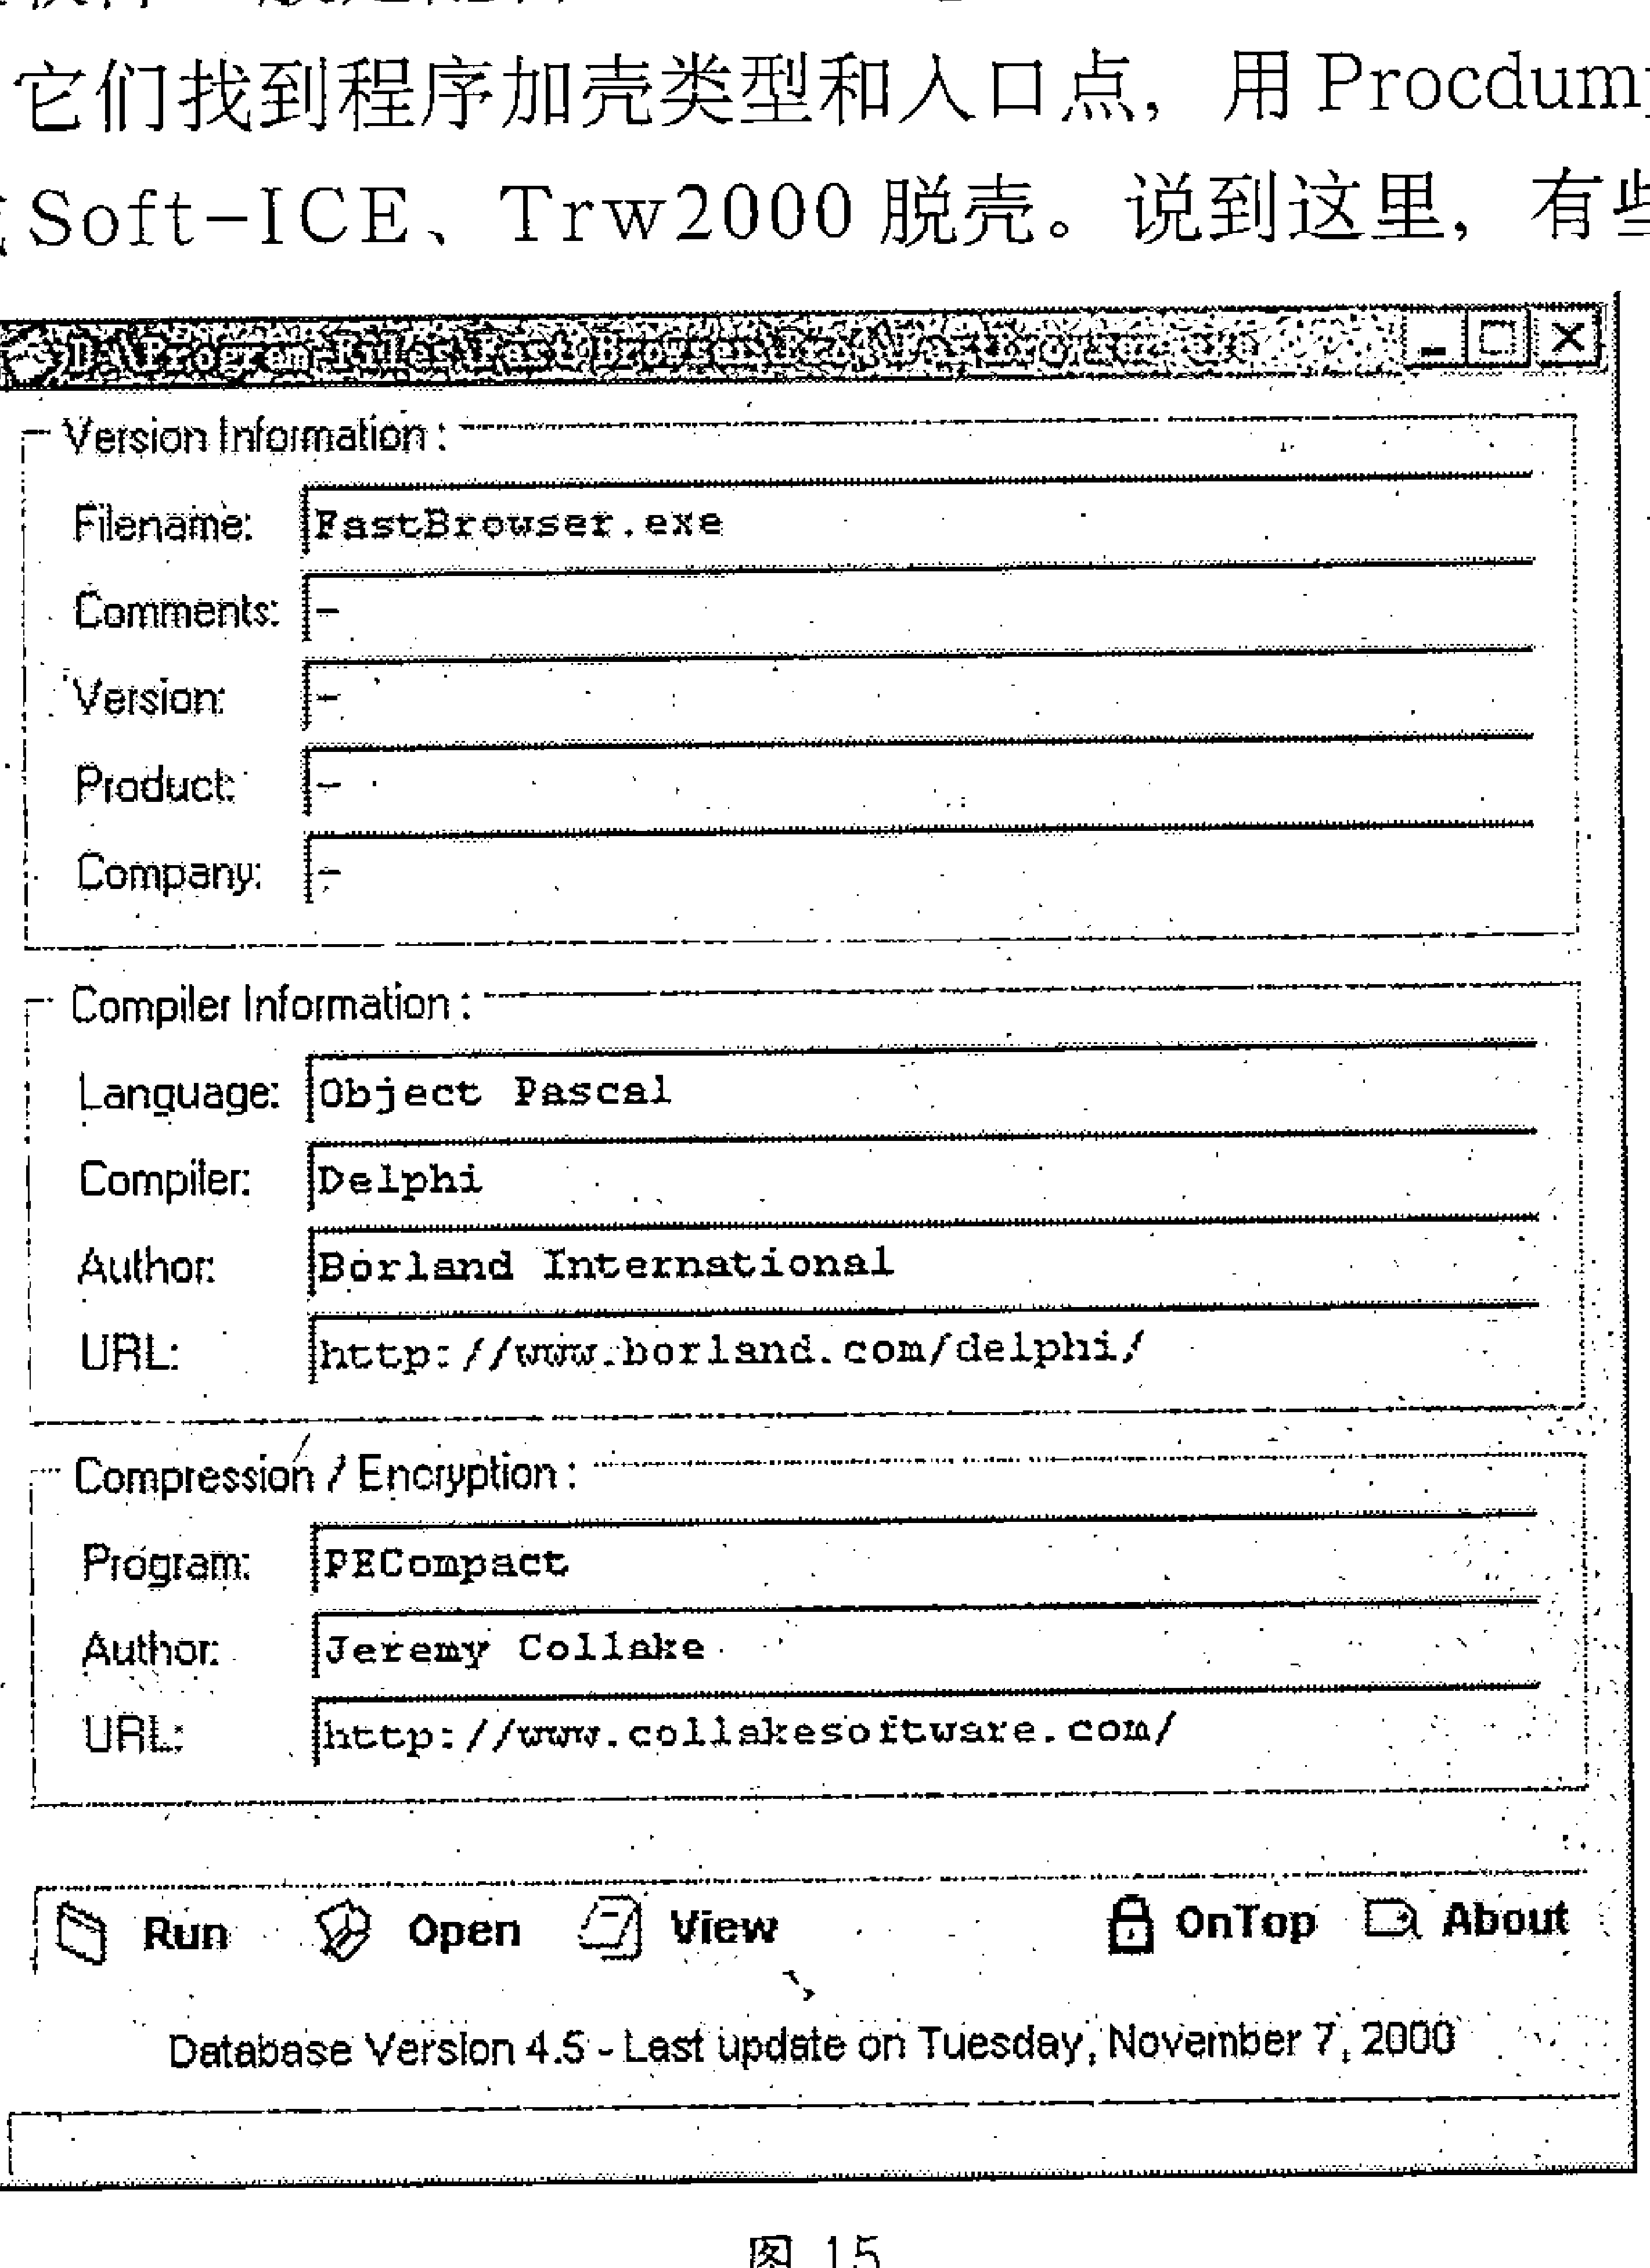 它们找到程序加壳类型和入口点，用 Procdum
Soft-ICE、Trw2000 脱壳。说到这里，有些
Version Information :
Filename: FastBrowser.exe
Comments: -
Version: -
Product: -
Company: -
Compiler Information :
Language: Object Pascal
Compiler: Delphi
Author: Borland International
URL: http://www.borland.com/delphi/
Compression / Encryption :
Program: PECompact
Author: Jeremy Collake
URL: http://www.collakesoftware.com/
Run Open View OnTop About
Database Version 4.5 - Last update on Tuesday, November 7, 2000
图 15